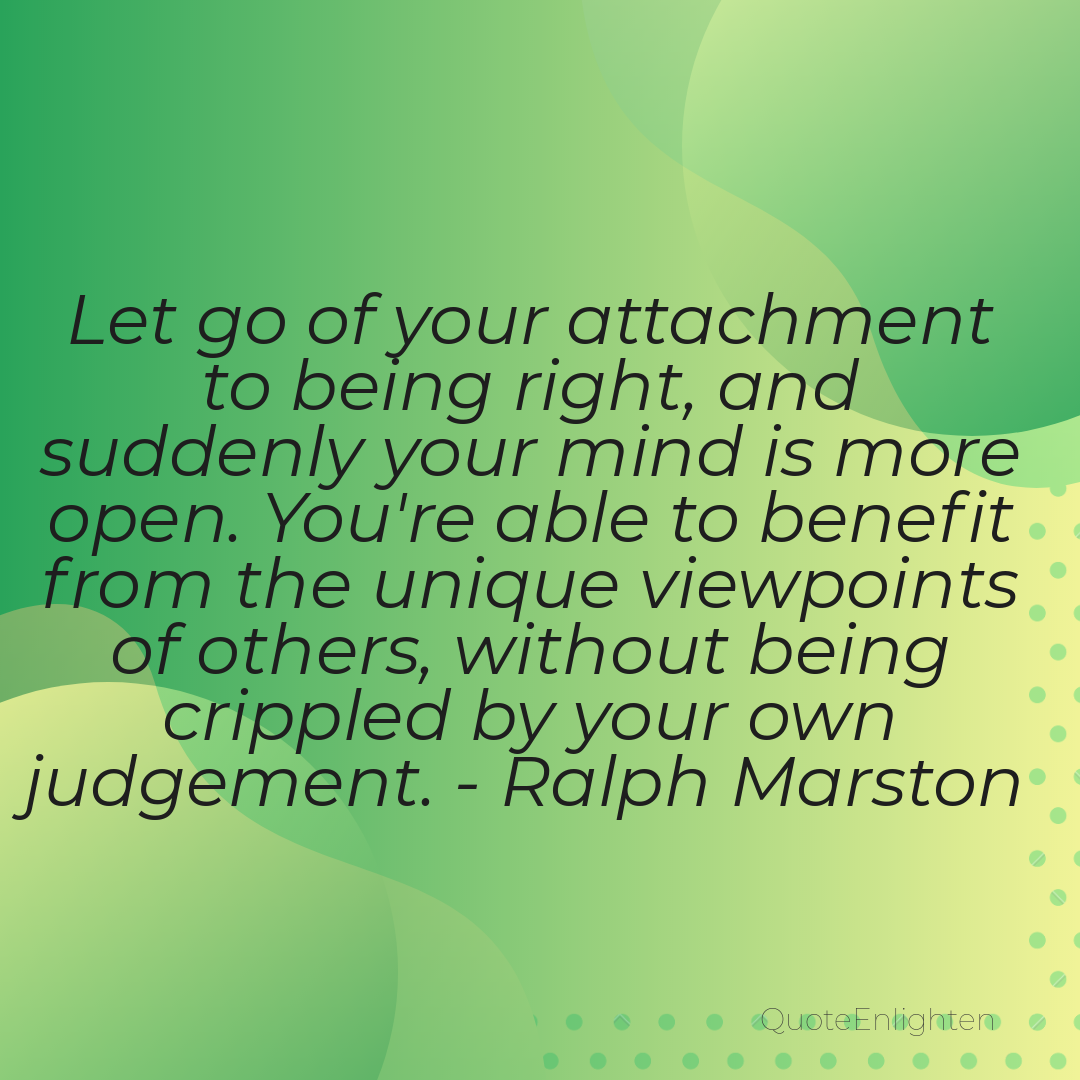 Let go of your attachment
to being right, and
suddenly your mind is more
open. You're able to benefit
from the unique viewpoints
of others, without being
crippled by your own
judgement. - Ralph Marston
QuoteEnlighten